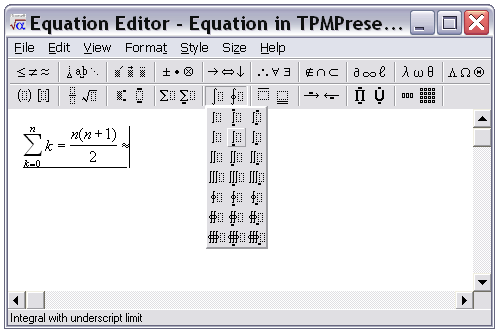 √α Equation Editor - Equation in TPMPrese...
File Edit View Format Style Size Help
≤ ≠ ≈ ¡ ab ⋱ ± • ⊗ → ⇔ ↓ ∴ ∀ ∃ ∉ ∩ ⊂ ∂ ∞ ℓ λ ω θ Λ Ω ⊗
(▯) [▯] √▯ Σ▯ Σ▯ ∫▯ ∮▯ → ← Π̄ Ụ
∑_{k=0}^{n} k = n(n+1)/2 ≈
Integral with underscript limit